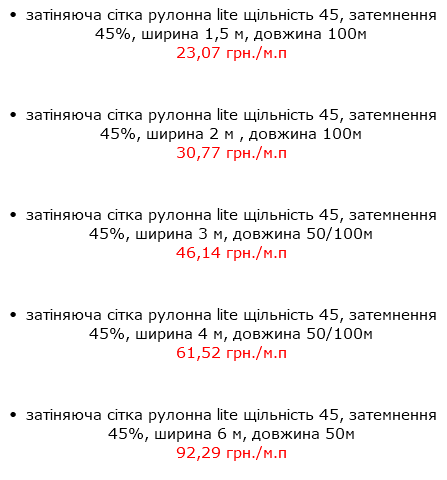 • затіняюча сітка рулонна lite щільність 45, затемнення
45%, ширина 1,5 м, довжина 100м
23,07 грн./м.п
• затіняюча сітка рулонна lite щільність 45, затемнення
45%, ширина 2 м , довжина 100м
30,77 грн./м.п
• затіняюча сітка рулонна lite щільність 45, затемнення
45%, ширина 3 м, довжина 50/100м
46,14 грн./м.п
• затіняюча сітка рулонна lite щільність 45, затемнення
45%, ширина 4 м, довжина 50/100м
61,52 грн./м.п
• затіняюча сітка рулонна lite щільність 45, затемнення
45%, ширина 6 м, довжина 50м
92,29 грн./м.п